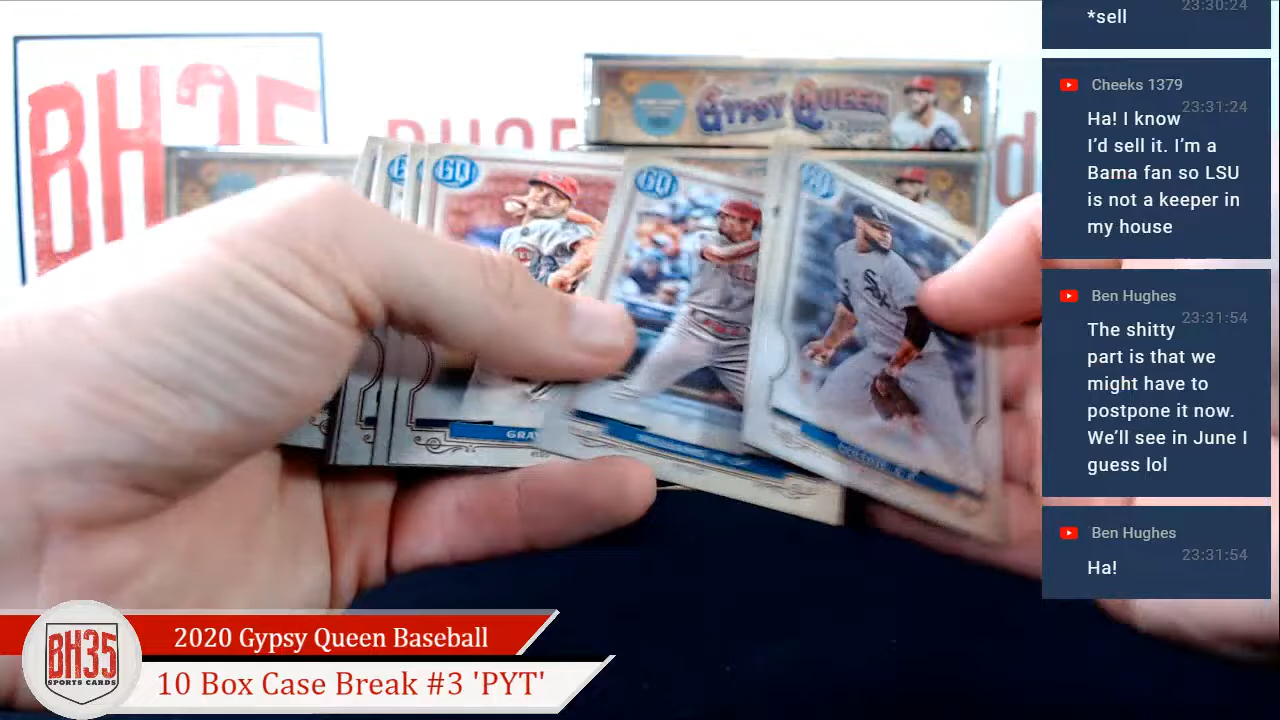 *sell
23:30:24
Cheeks 1379
23:31:24
Ha! I know
I'd sell it. I'm a
Bama fan so LSU
is not a keeper in
my house
Ben Hughes
23:31:54
The shitty
part is that we
might have to
postpone it now.
We'll see in June I
guess lol
Ben Hughes
23:31:54
Ha!
BH35
BH35
GYPSY QUEEN
GQ
GQ
GQ
GRA
2020 Gypsy Queen Baseball
10 Box Case Break #3 'PYT'
BH35
SPORTS CARDS